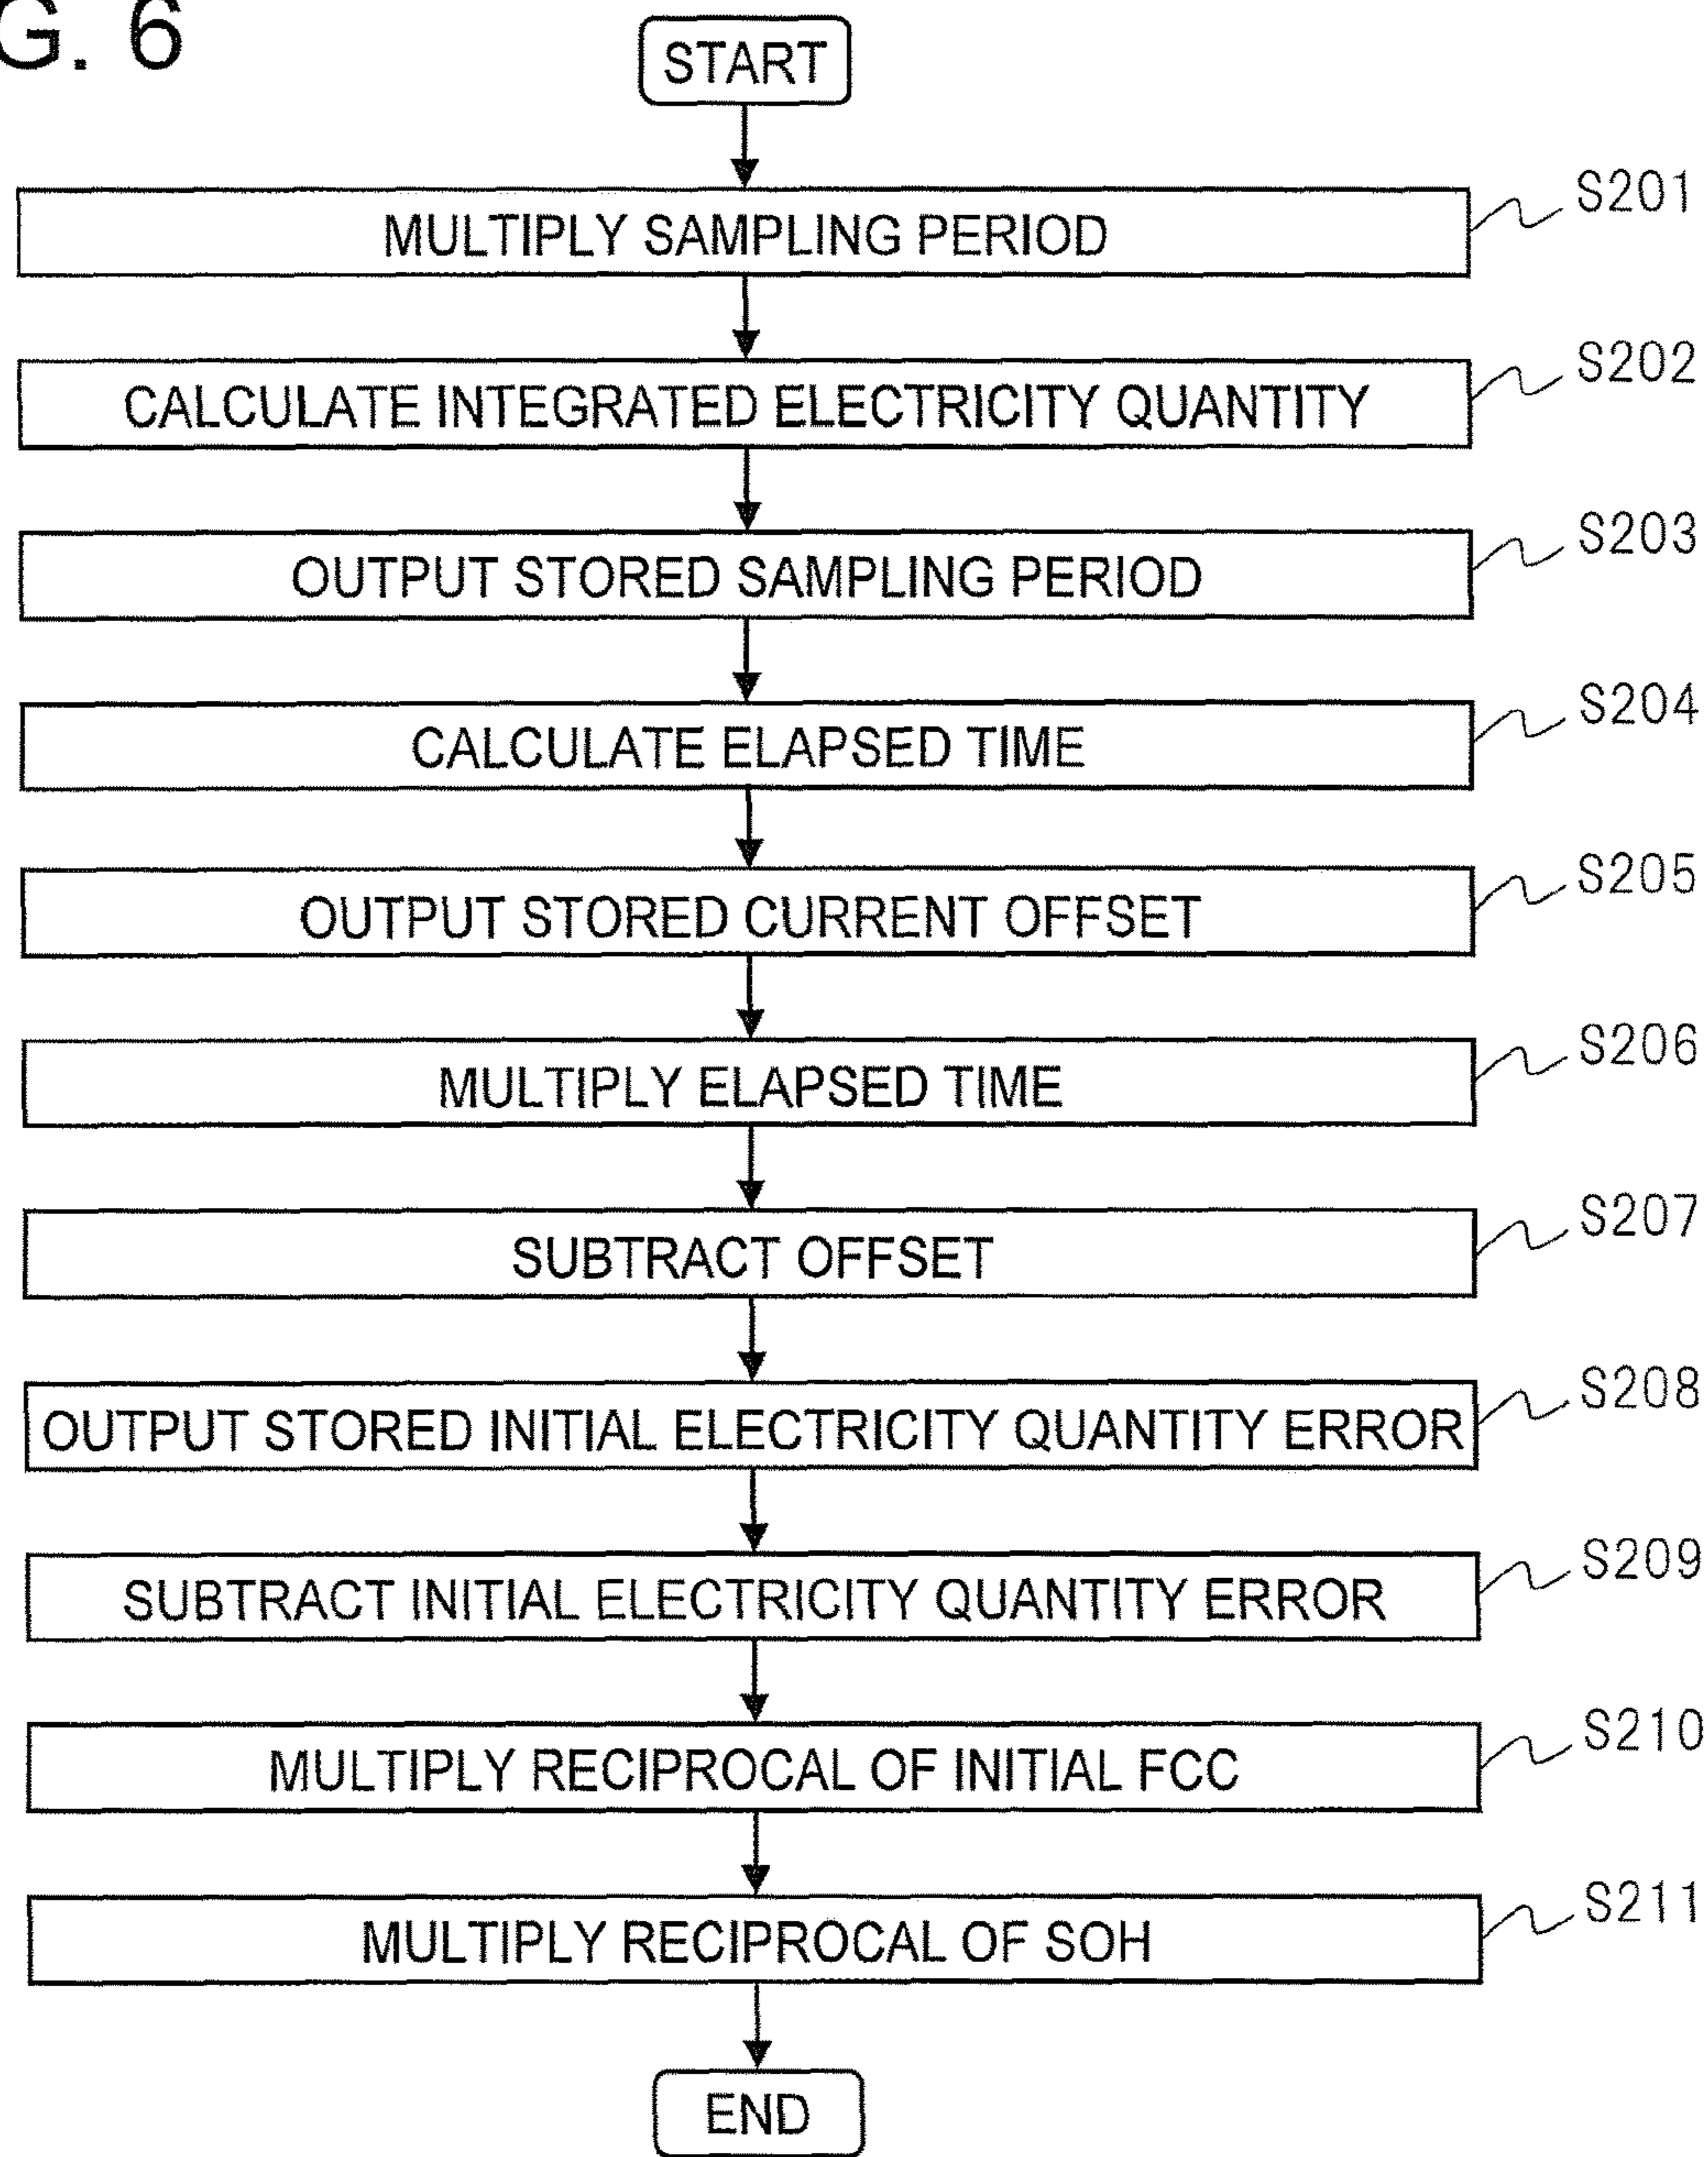 G. 6
START
MULTIPLY SAMPLING PERIOD
S201
CALCULATE INTEGRATED ELECTRICITY QUANTITY
S202
OUTPUT STORED SAMPLING PERIOD
S203
CALCULATE ELAPSED TIME
S204
OUTPUT STORED CURRENT OFFSET
S205
MULTIPLY ELAPSED TIME
S206
SUBTRACT OFFSET
S207
OUTPUT STORED INITIAL ELECTRICITY QUANTITY ERROR
S208
SUBTRACT INITIAL ELECTRICITY QUANTITY ERROR
S209
MULTIPLY RECIPROCAL OF INITIAL FCC
S210
MULTIPLY RECIPROCAL OF SOH
S211
END